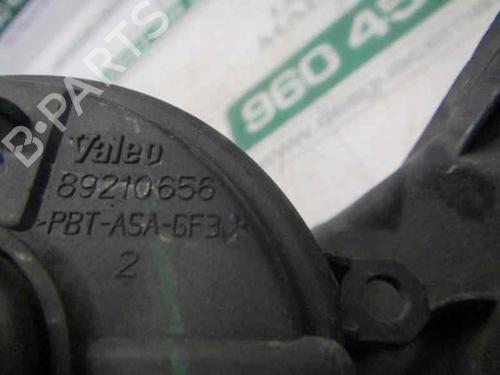 B-PARTS
Valeo
89210656
>PBT-ASA-GF30<
2
960 45